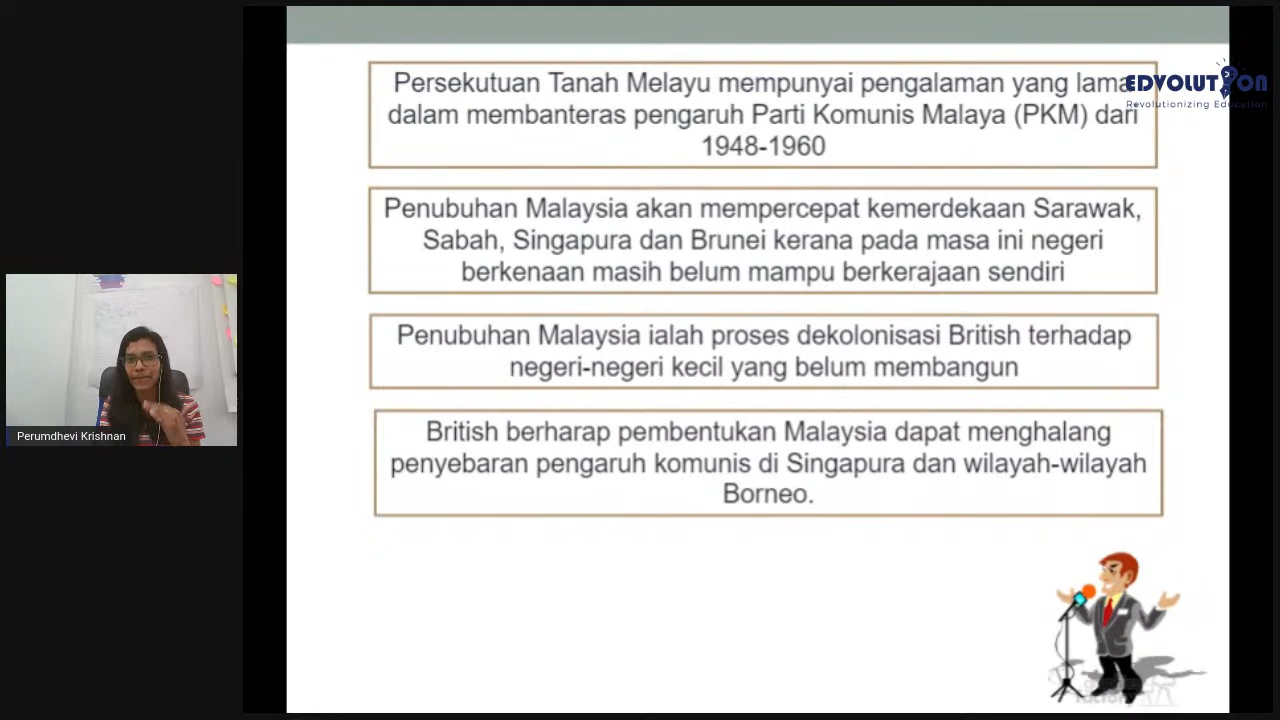 Persekutuan Tanah Melayu mempunyai pengalaman yang lama
dalam membanteras pengaruh Parti Komunis Malaya (PKM) dari
1948-1960
EDVOLUTION
Revolutionizing Education
Penubuhan Malaysia akan mempercepat kemerdekaan Sarawak,
Sabah, Singapura dan Brunei kerana pada masa ini negeri
berkenaan masih belum mampu berkerajaan sendiri
Penubuhan Malaysia ialah proses dekolonisasi British terhadap
negeri-negeri kecil yang belum membangun
British berharap pembentukan Malaysia dapat menghalang
penyebaran pengaruh komunis di Singapura dan wilayah-wilayah
Borneo.
Perumdhevi Krishnan